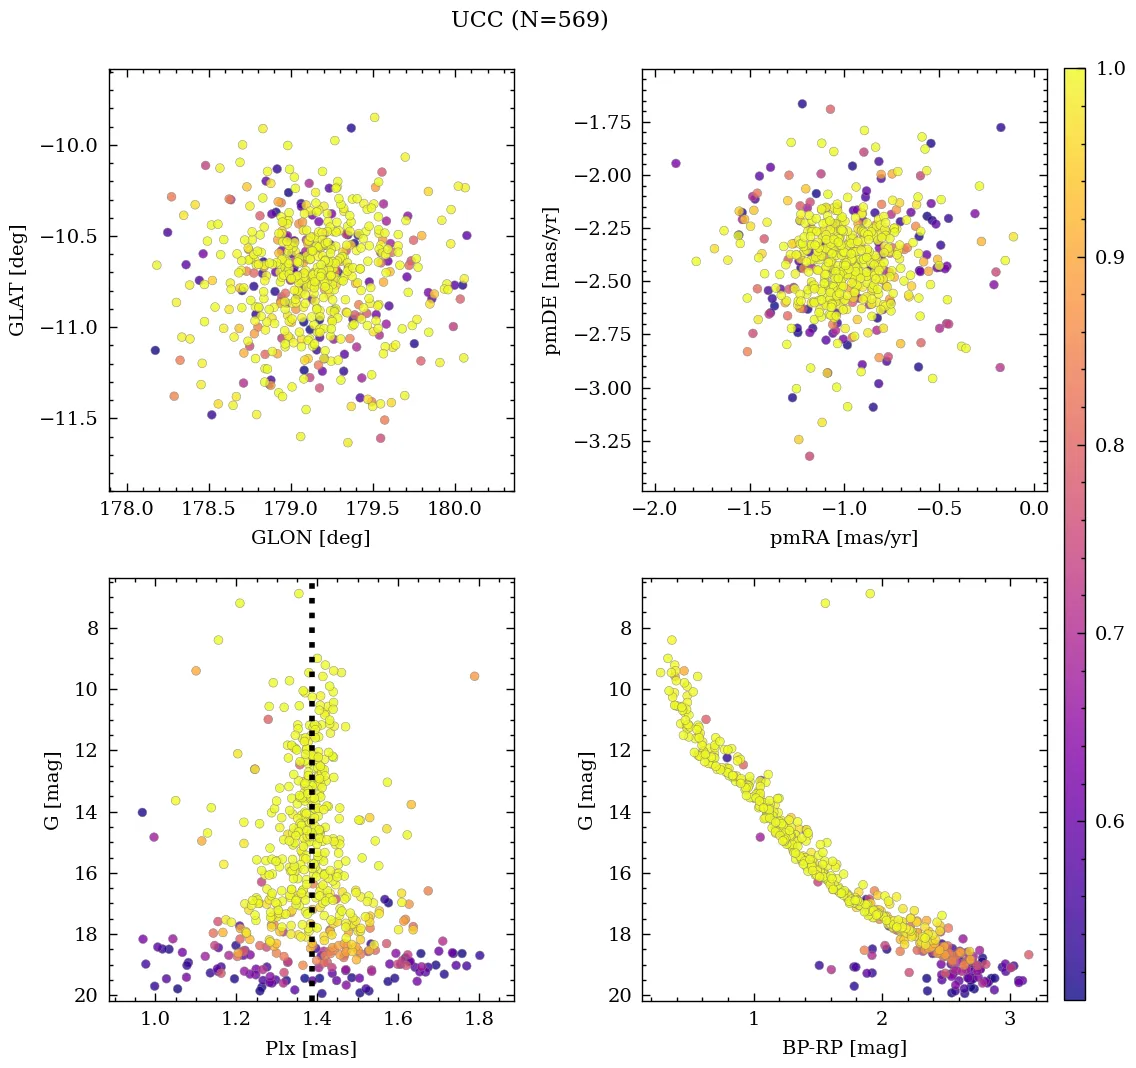 UCC (N=569)
−10.0
−10.5
−11.0
−11.5
GLAT [deg]
178.0 178.5 179.0 179.5 180.0
GLON [deg]
−1.75
−2.00
−2.25
−2.50
−2.75
−3.00
−3.25
pmDE [mas/yr]
−2.0 −1.5 −1.0 −0.5 0.0
pmRA [mas/yr]
8
10
12
14
16
18
20
G [mag]
1.0 1.2 1.4 1.6 1.8
Plx [mas]
8
10
12
14
16
18
20
G [mag]
1 2 3
BP-RP [mag]
1.0
0.9
0.8
0.7
0.6